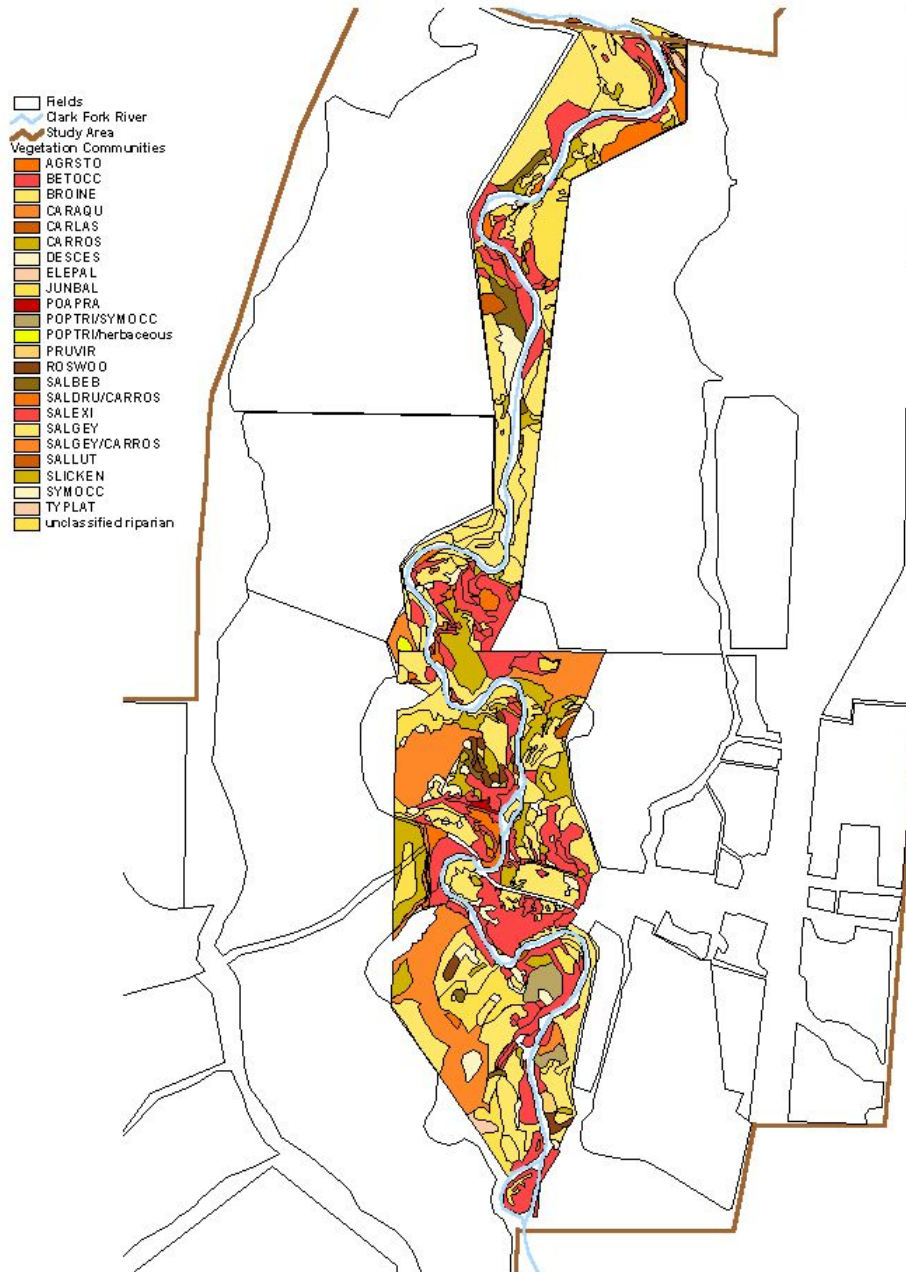 Fields
Clark Fork River
Study Area
Vegetation Communities
AGRSTO
BETOCC
BROINE
CARAQU
CARLAS
CARROS
DESCES
ELEPAL
JUNBAL
POAPRA
POPTRI/SYMOCC
POPTRI/herbaceous
PRUVIR
ROSWOO
SALBEB
SALDRU/CARROS
SALEXI
SALGEY
SALGEY/CARROS
SALLUT
SLICKEN
SYMOCC
TYPLAT
unclassified riparian